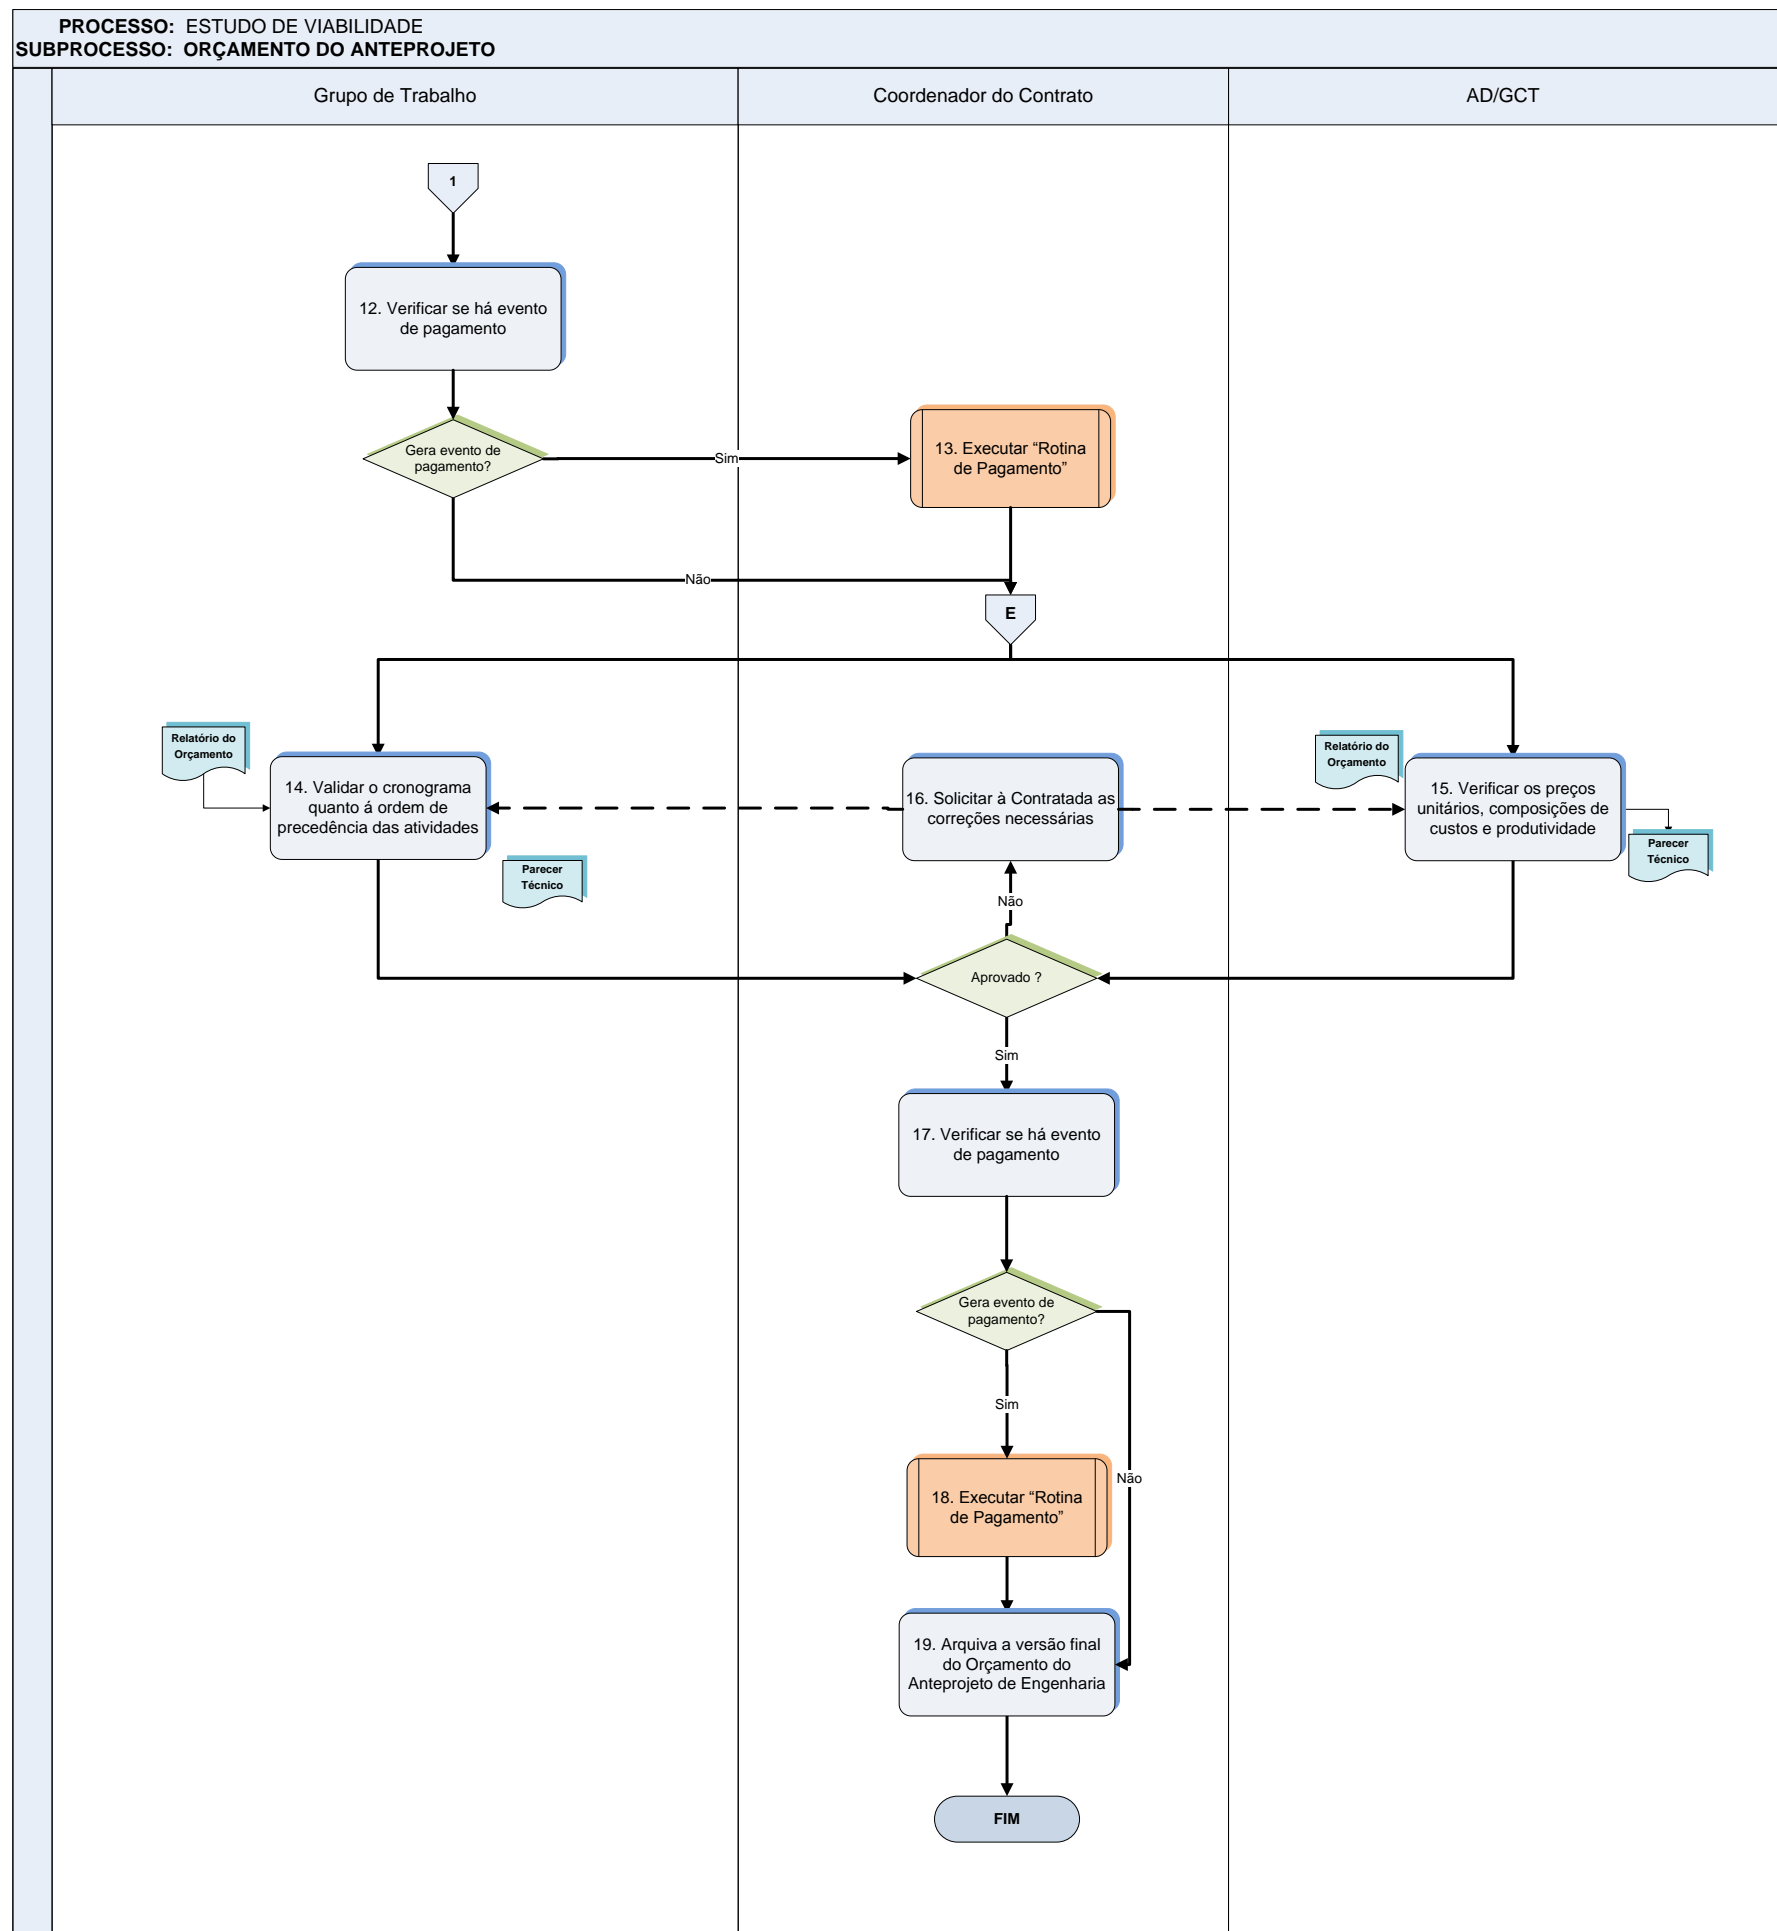 PROCESSO: ESTUDO DE VIABILIDADE
SUBPROCESSO: ORÇAMENTO DO ANTEPROJETO
Grupo de Trabalho
Coordenador do Contrato
AD/GCT
1
12. Verificar se há evento
de pagamento
Gera evento de
pagamento?
Sim
13. Executar “Rotina
de Pagamento”
Não
E
Relatório do
Orçamento
14. Validar o cronograma
quanto á ordem de
precedência das atividades
Parecer
Técnico
16. Solicitar à Contratada as
correções necessárias
Relatório do
Orçamento
15. Verificar os preços
unitários, composições de
custos e produtividade
Parecer
Técnico
Não
Aprovado ?
Sim
17. Verificar se há evento
de pagamento
Gera evento de
pagamento?
Sim
Não
18. Executar “Rotina
de Pagamento”
19. Arquiva a versão final
do Orçamento do
Anteprojeto de Engenharia
FIM